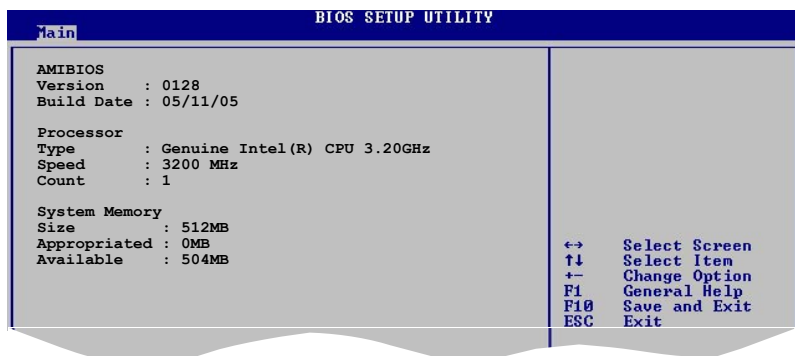 BIOS SETUP UTILITY
Main
AMIBIOS
Version : 0128
Build Date : 05/11/05
Processor
Type : Genuine Intel(R) CPU 3.20GHz
Speed : 3200 MHz
Count : 1
System Memory
Size : 512MB
Appropriated : 0MB
Available : 504MB
←→ Select Screen
↑↓ Select Item
+- Change Option
F1 General Help
F10 Save and Exit
ESC Exit